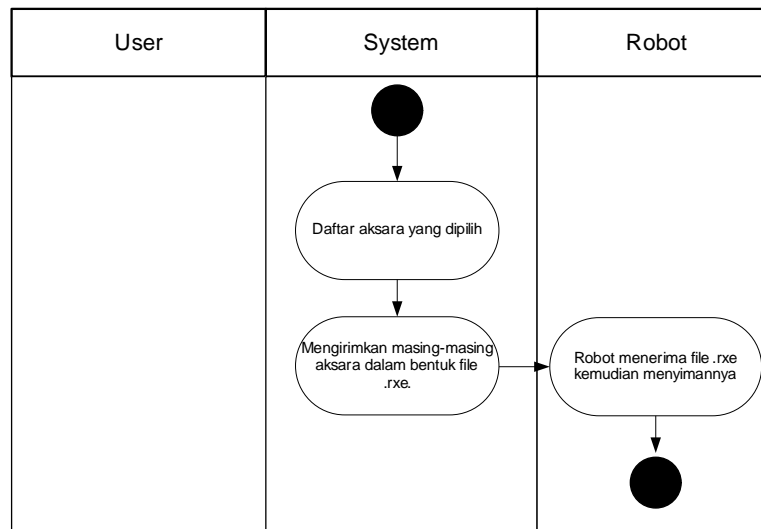 User
System
Robot
Daftar aksara yang dipilih
Mengirimkan masing-masing
aksara dalam bentuk file
.rxe.
Robot menerima file .rxe
kemudian menyimannya